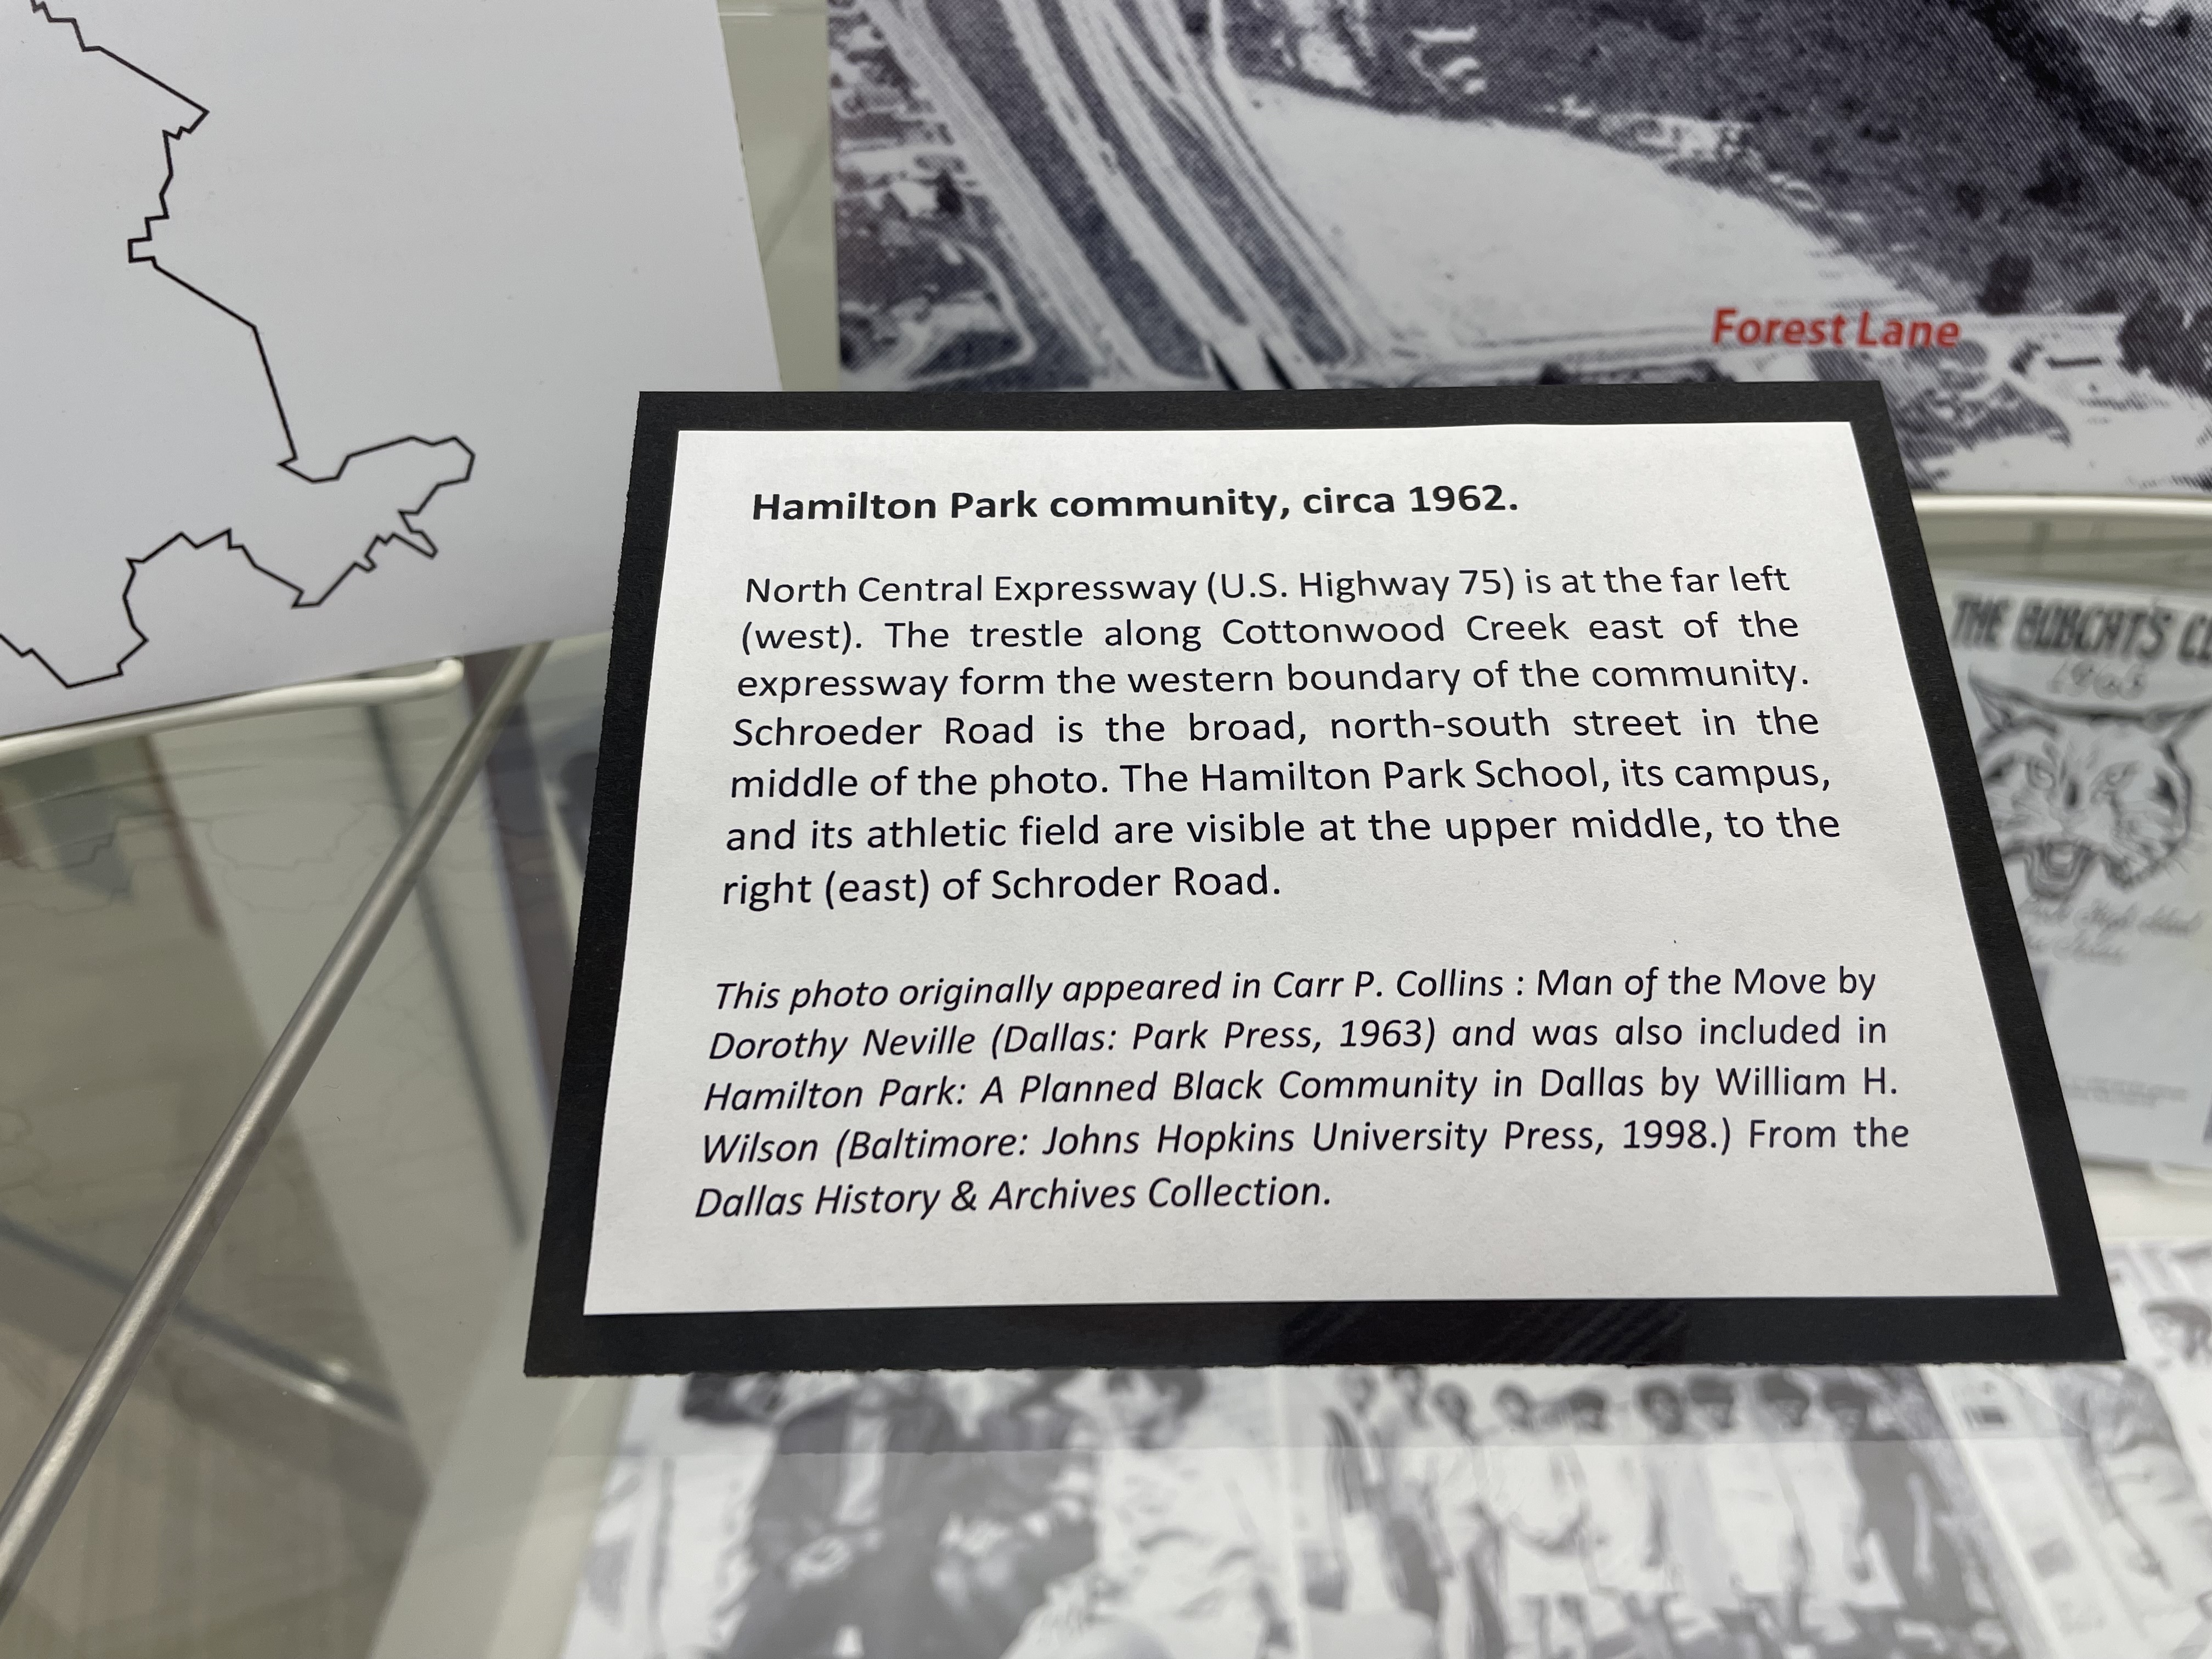 Forest Lane
Hamilton Park community, circa 1962.
North Central Expressway (U.S. Highway 75) is at the far left
(west). The trestle along Cottonwood Creek east of the
expressway form the western boundary of the community.
Schroeder Road is the broad, north-south street in the
middle of the photo. The Hamilton Park School, its campus,
and its athletic field are visible at the upper middle, to the
right (east) of Schroder Road.
This photo originally appeared in Carr P. Collins : Man of the Move by
Dorothy Neville (Dallas: Park Press, 1963) and was also included in
Hamilton Park: A Planned Black Community in Dallas by William H.
Wilson (Baltimore: Johns Hopkins University Press, 1998.) From the
Dallas History & Archives Collection.
THE BOBCAT'S
1963